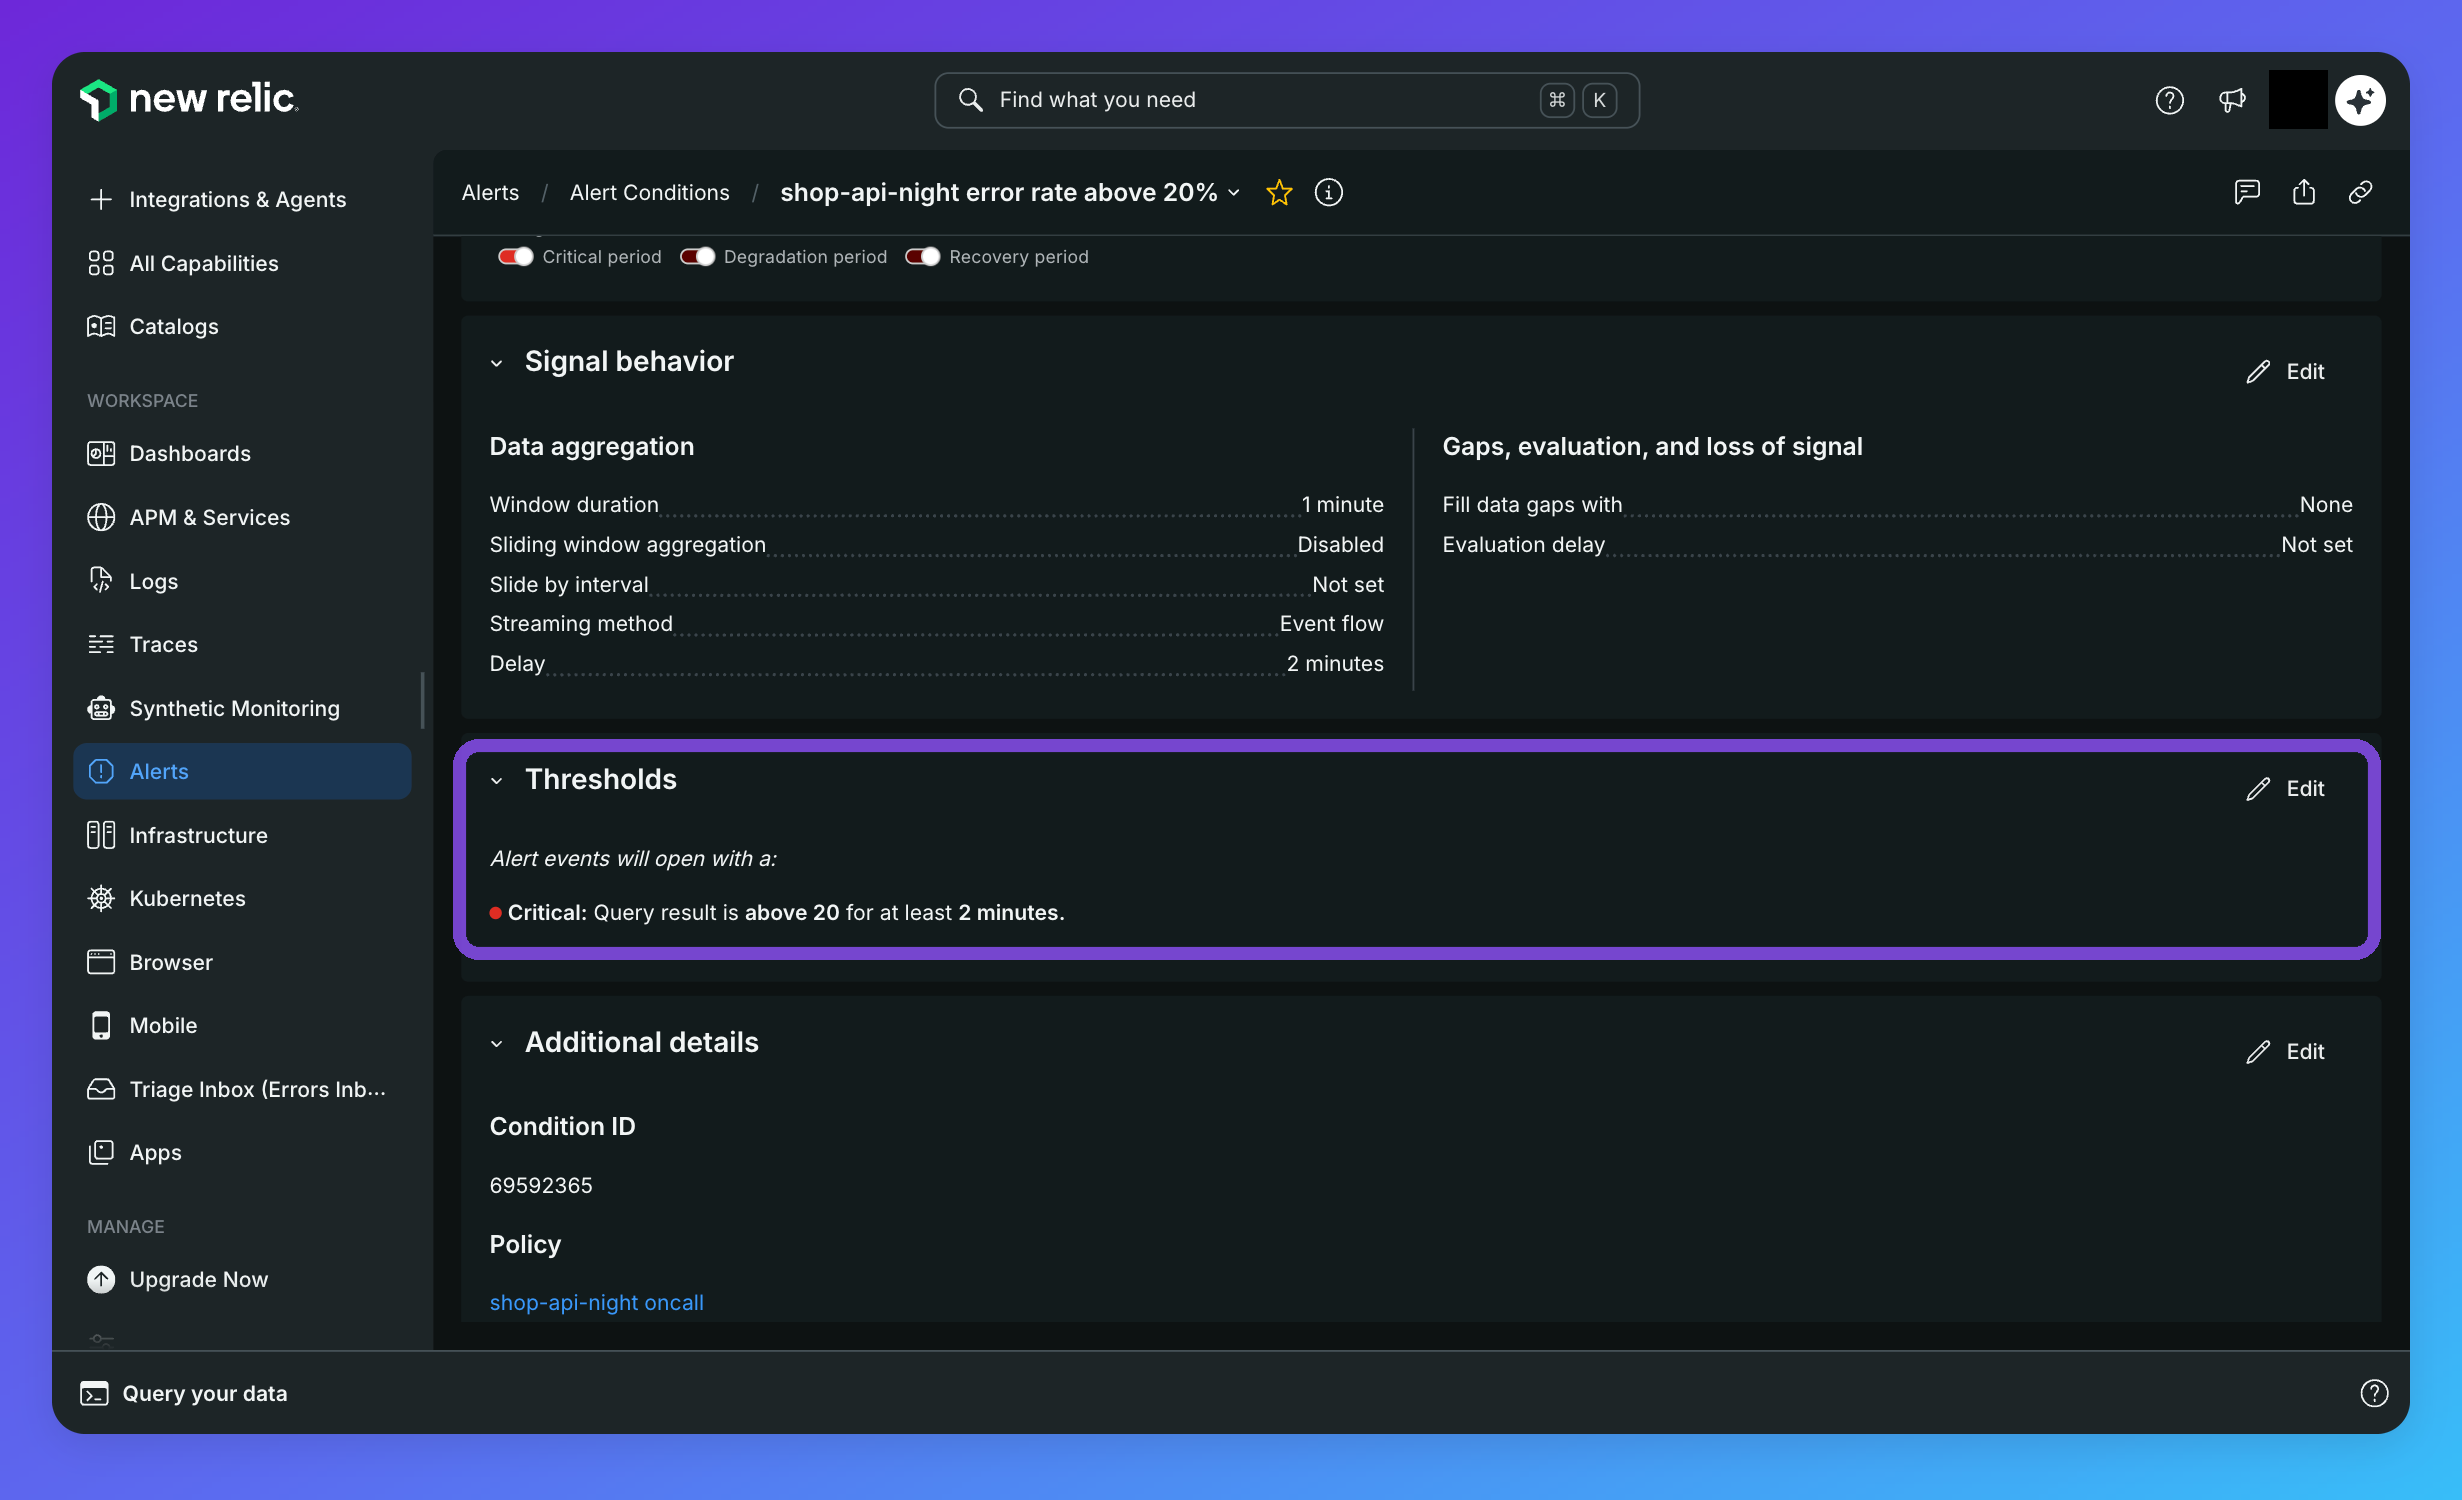 new relic.
Find what you need
⌘ K
Integrations & Agents
All Capabilities
Catalogs
WORKSPACE
Dashboards
APM & Services
Logs
Traces
Synthetic Monitoring
Alerts
Infrastructure
Kubernetes
Browser
Mobile
Triage Inbox (Errors Inb...
Apps
MANAGE
Upgrade Now
Alerts / Alert Conditions / shop-api-night error rate above 20%
Critical period Degradation period Recovery period
Signal behavior
Edit
Data aggregation
Window duration 1 minute
Sliding window aggregation Disabled
Slide by interval Not set
Streaming method Event flow
Delay 2 minutes
Gaps, evaluation, and loss of signal
Fill data gaps with None
Evaluation delay Not set
Thresholds
Edit
Alert events will open with a:
Critical: Query result is above 20 for at least 2 minutes.
Additional details
Edit
Condition ID
69592365
Policy
shop-api-night oncall
Query your data